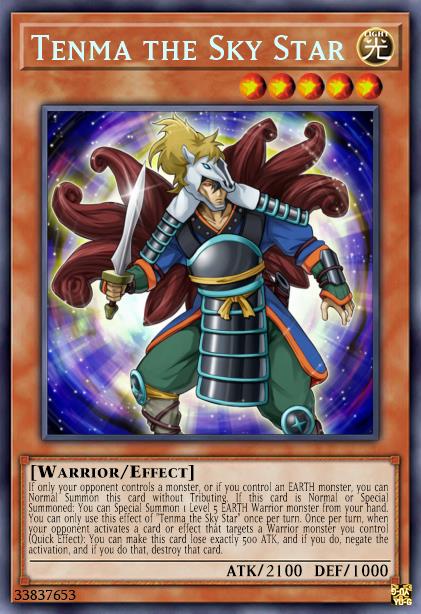 TENMA THE SKY STAR
LIGHT
光
[WARRIOR/EFFECT]
If only your opponent controls a monster, or if you control an EARTH monster, you can
Normal Summon this card without Tributing. If this card is Normal or Special
Summoned: You can Special Summon 1 Level 5 EARTH Warrior monster from your hand.
You can only use this effect of "Tenma the Sky Star" once per turn. Once per turn, when
your opponent activates a card or effect that targets a Warrior monster you control
(Quick Effect): You can make this card lose exactly 500 ATK, and if you do, negate the
activation, and if you do that, destroy that card.
ATK/2100 DEF/1000
33837653